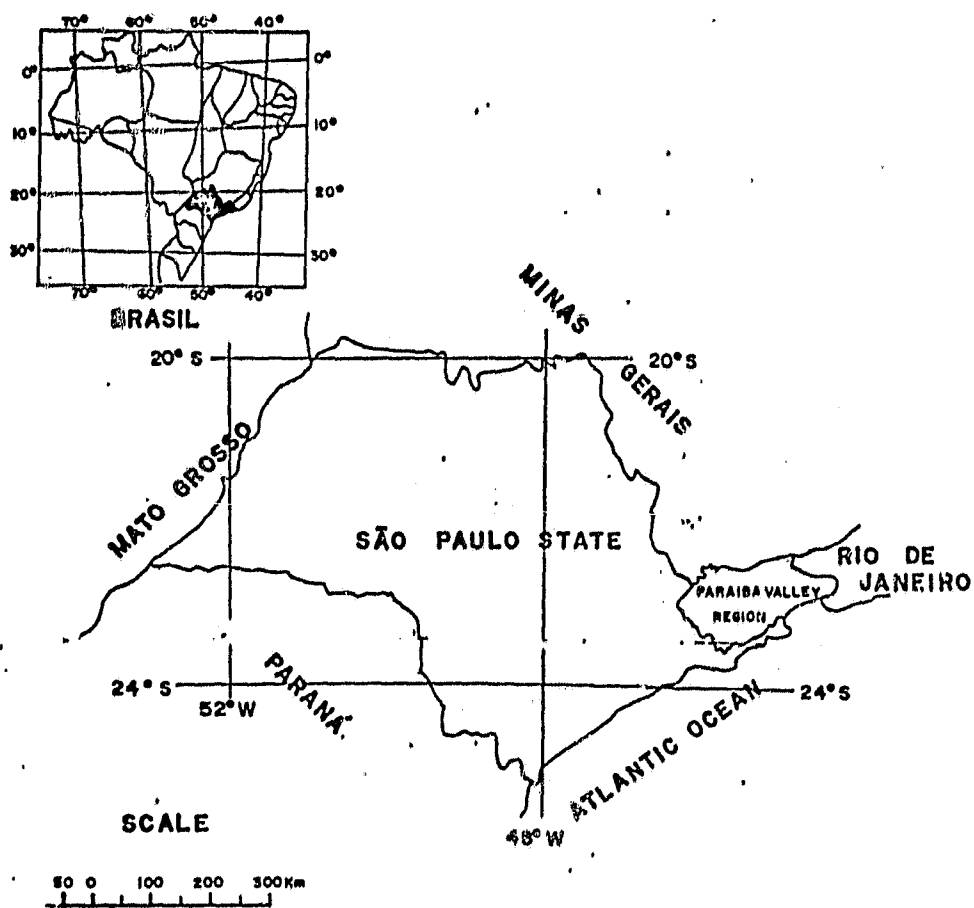 70° 60° 50° 40°
0° 0°
10° 10°
20° 20°
30° 30°
70° 60° 50° 40°
BRASIL
MINAS
GERAIS
20° S 20° S
MATO GROSSO
SÃO PAULO STATE
RIO DE
JANEIRO
PARAIBA VALLEY
REGION
PARANÁ
24° S 24° S
52° W
ATLANTIC OCEAN
48° W
SCALE
50 0 100 200 300Km